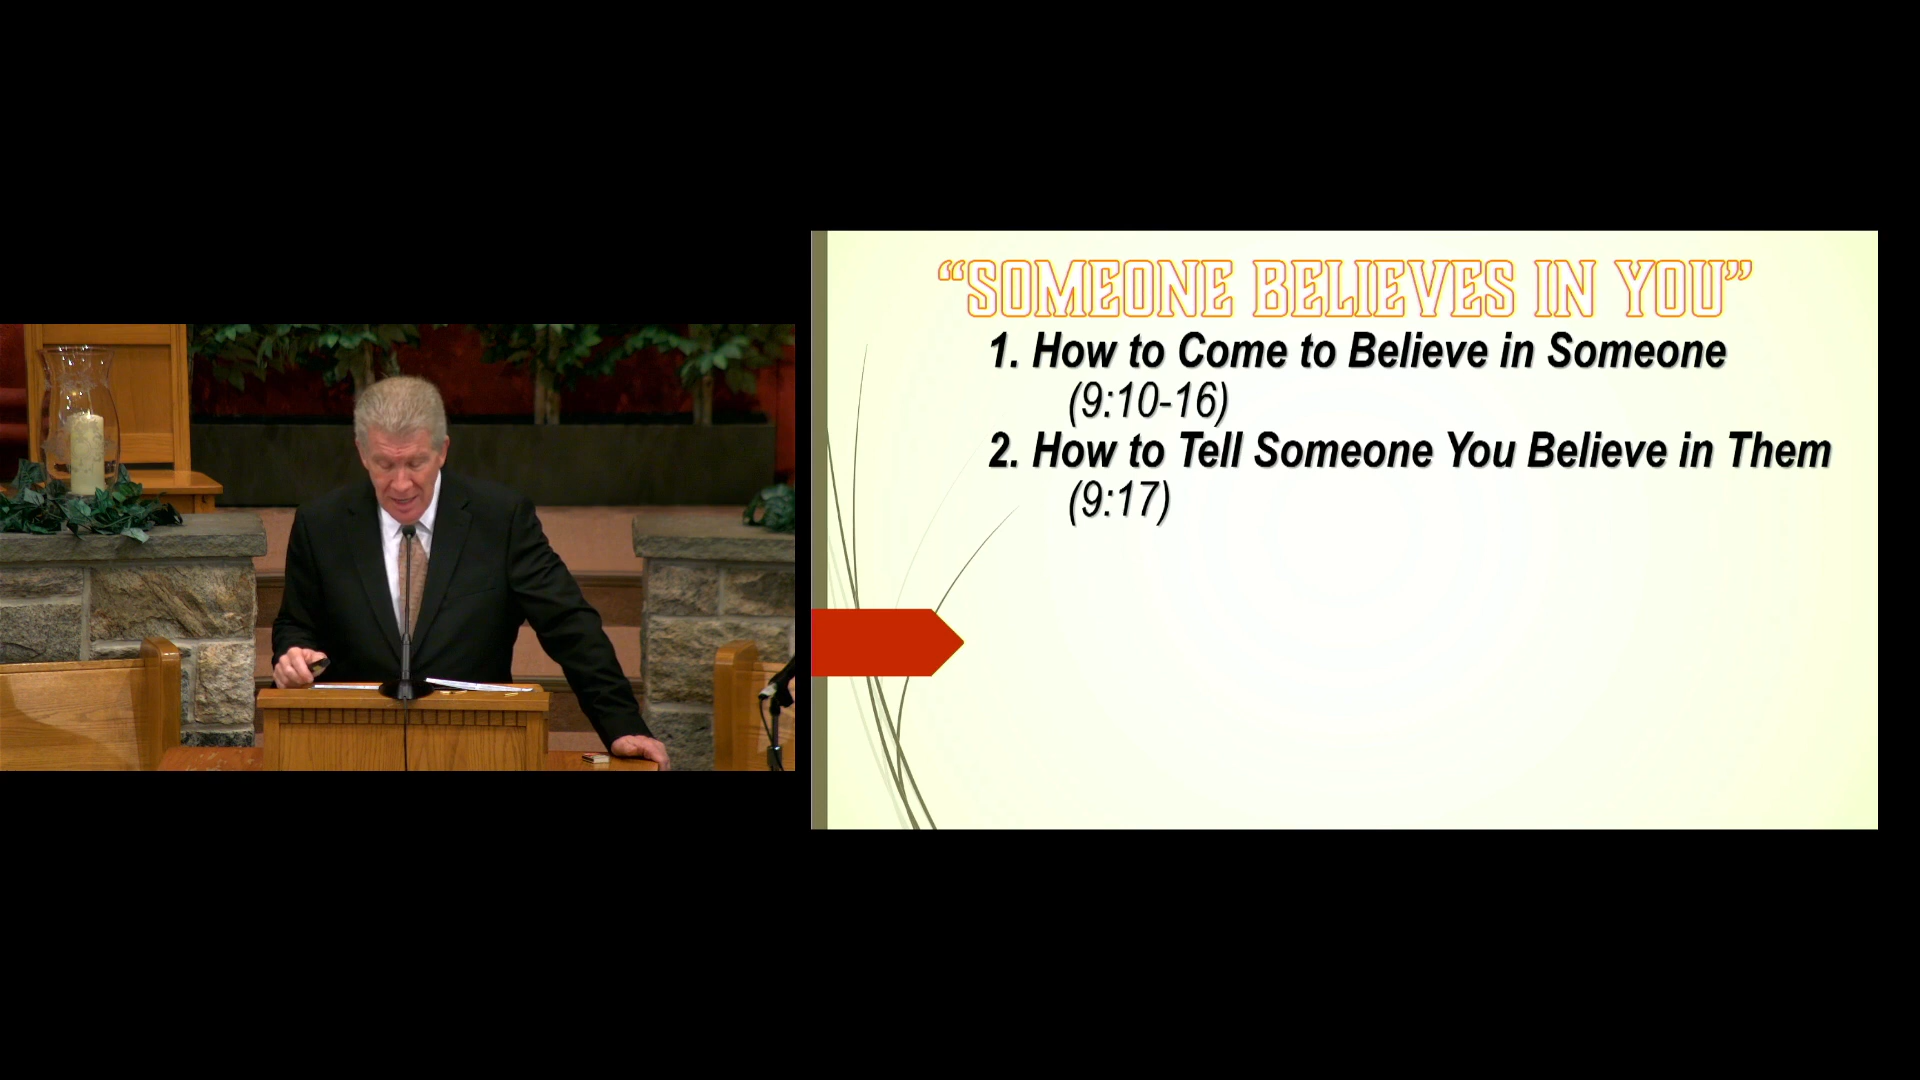 “SOMEONE BELIEVES IN YOU”
1. How to Come to Believe in Someone
(9:10-16)
2. How to Tell Someone You Believe in Them
(9:17)